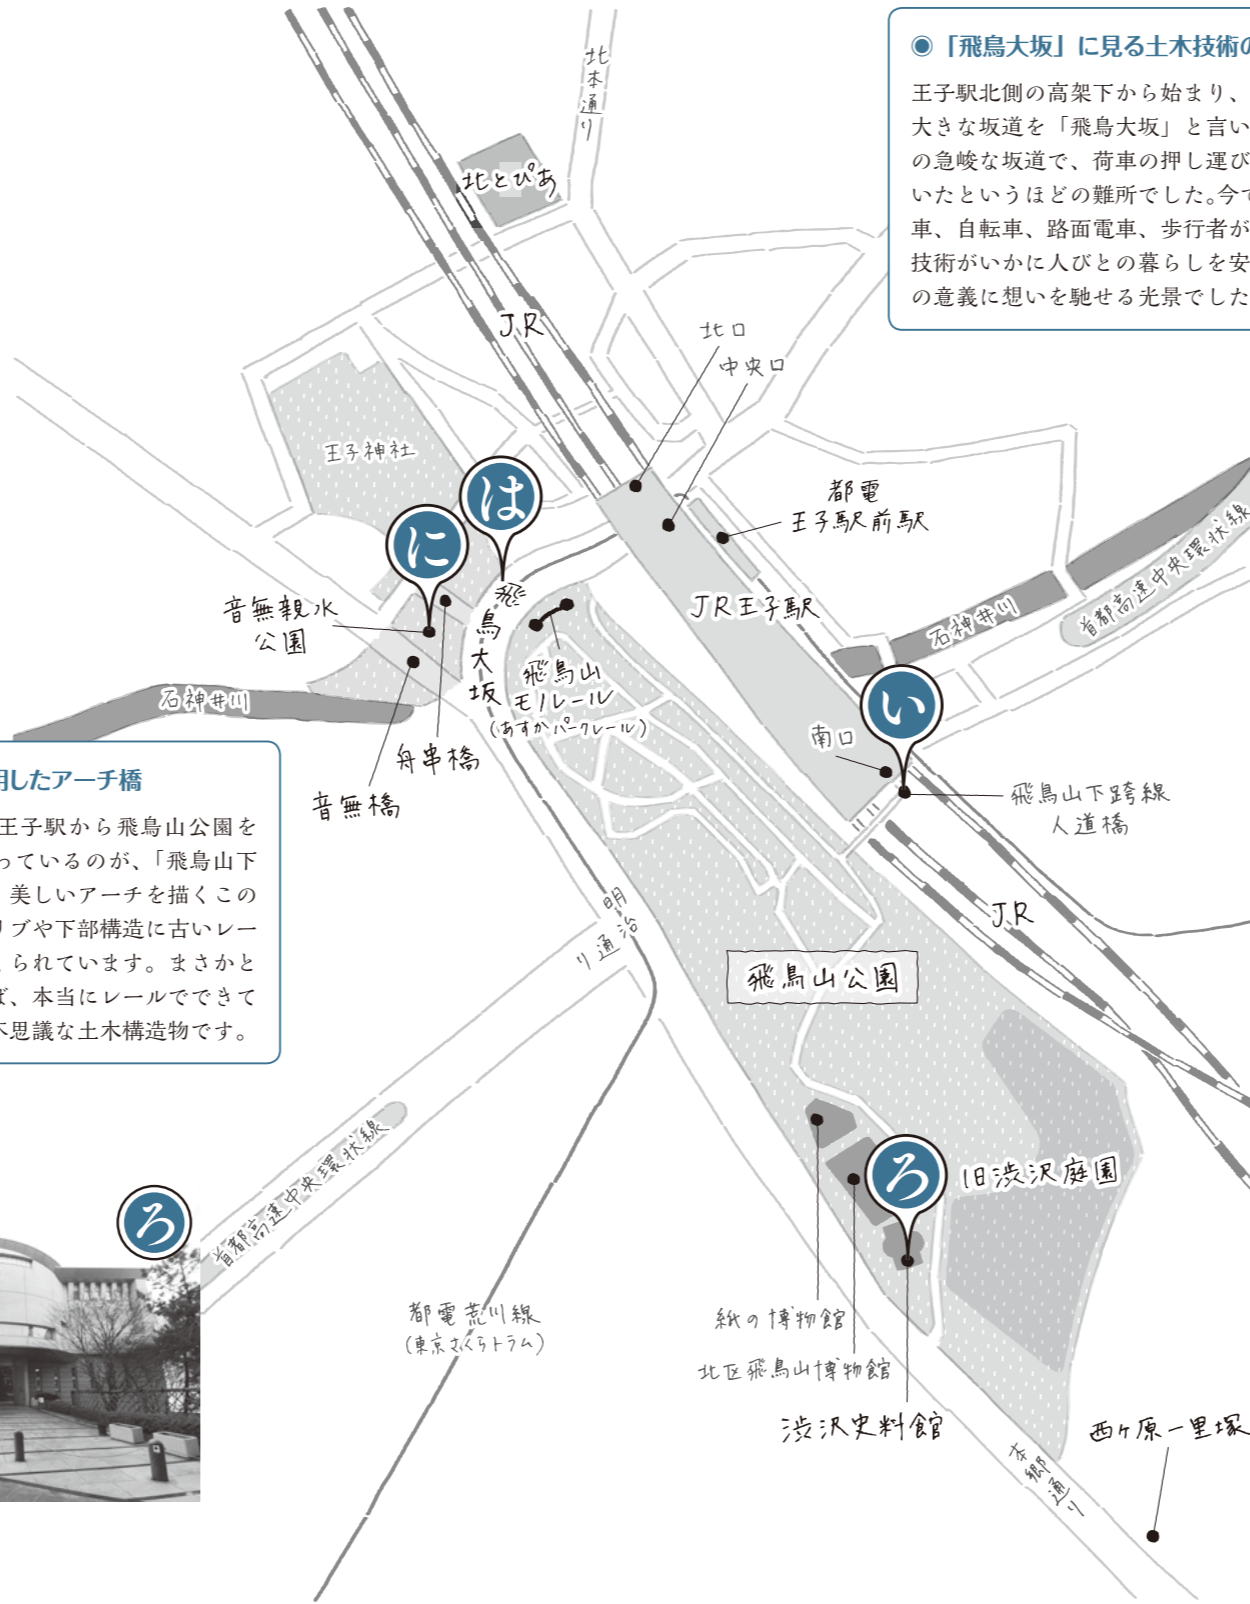 ◉「飛鳥大坂」に見る土木技術の
王子駅北側の高架下から始まり、
大きな坂道を「飛鳥大坂」と言い
の急峻な坂道で、荷車の押し運び
いたというほどの難所でした。今で
車、自転車、路面電車、歩行者が
技術がいかに人びとの暮らしを安
の意義に想いを馳せる光景でした
北本通り
北とぴあ
JR
北口
中央口
王子神社
は
に
都電
王子駅前駅
JR王子駅
石神井川
首都高速中央環状線
音無親水
公園
飛鳥大坂
飛鳥山
モノレール
(あすかパークレール)
石神井川
舟串橋
音無橋
い
南口
飛鳥山下跨線
人道橋
用したアーチ橋
王子駅から飛鳥山公園を
っているのが、「飛鳥山下
美しいアーチを描くこの
リブや下部構造に古いレー
られています。まさかと
ば、本当にレールでできて
不思議な土木構造物です。
明治通り
JR
飛鳥山公園
ろ
旧渋沢庭園
首都高速中央環状線
ろ
都電荒川線
(東京さくらトラム)
紙の博物館
北区飛鳥山博物館
渋沢史料館
本郷通り
西ヶ原一里塚